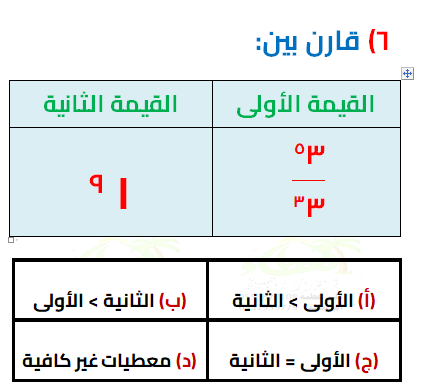 ٦) قارن بين:
القيمة الأولى القيمة الثانية
٣^٥
٣^٣
١^٩
(أ) الأولى > الثانية (ب) الثانية > الأولى
(ج) الأولى = الثانية (د) معطيات غير كافية